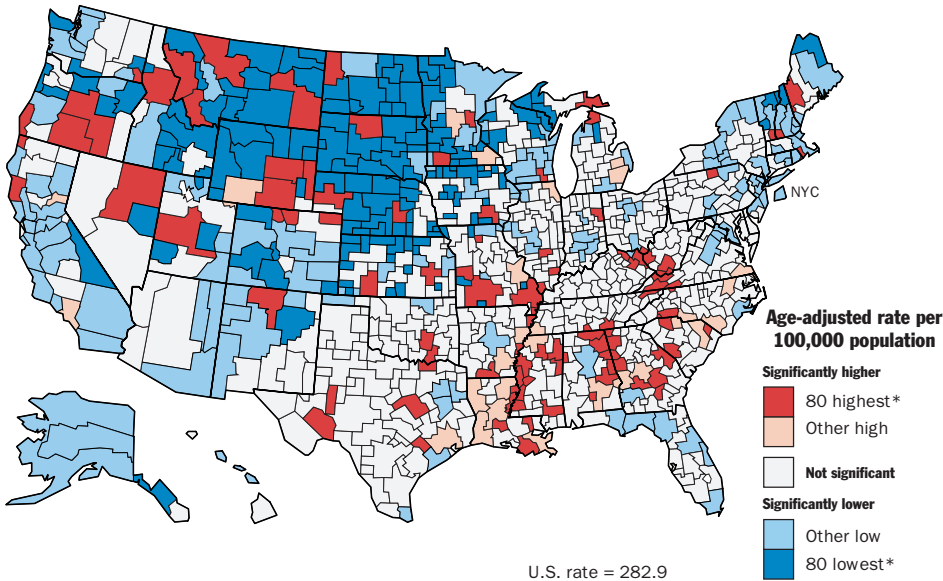 NYC
Age-adjusted rate per
100,000 population
Significantly higher
80 highest*
Other high
Not significant
Significantly lower
Other low
80 lowest*
U.S. rate = 282.9